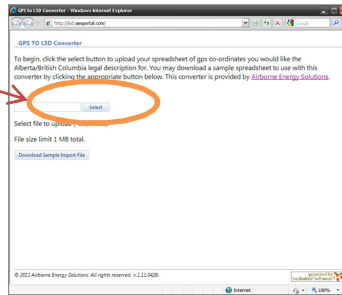 GPS to LSD Converter - Windows Internet Explorer
http://lsd.aesportal.com/
Google
GPS TO LSD Converter
To begin, click the select button to upload your spreadsheet of gps co-ordinates you would like the
Alberta/British Columbia legal description for. You may download a sample spreadsheet to use with this
converter by clicking the appropriate button below. This converter is provided by Airborne Energy Solutions.
Select
Select file to upload
File size limit 1 MB total.
Download Sample Import File
© 2011 Airborne Energy Solutions. All rights reserved. v.1.11.0428.
powered by
Internet
100%